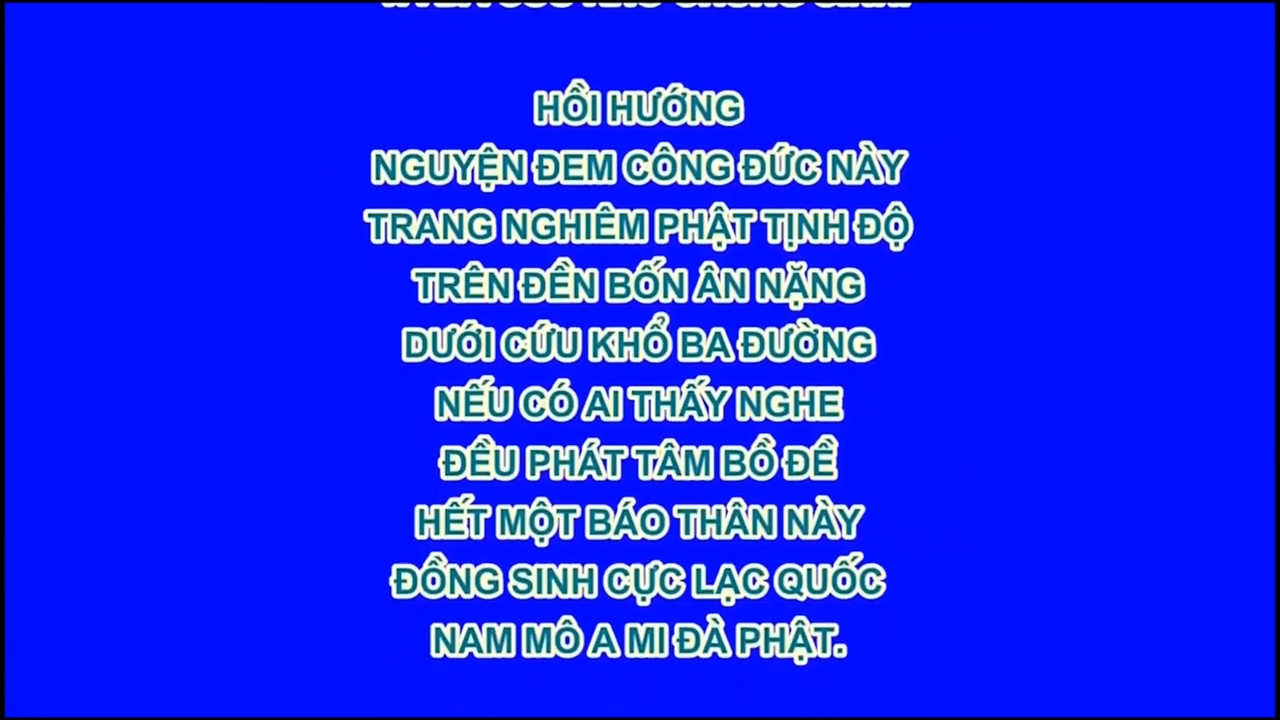 HỒI HƯỚNG
NGUYỆN ĐEM CÔNG ĐỨC NÀY
TRANG NGHIÊM PHẬT TỊNH ĐỘ
TRÊN ĐỀN BỐN ÂN NẶNG
DƯỚI CỨU KHỔ BA ĐƯỜNG
NẾU CÓ AI THẤY NGHE
ĐỀU PHÁT TÂM BỒ ĐỀ
HẾT MỘT BÁO THÂN NÀY
ĐỒNG SINH CỰC LẠC QUỐC
NAM MÔ A MI ĐÀ PHẬT.